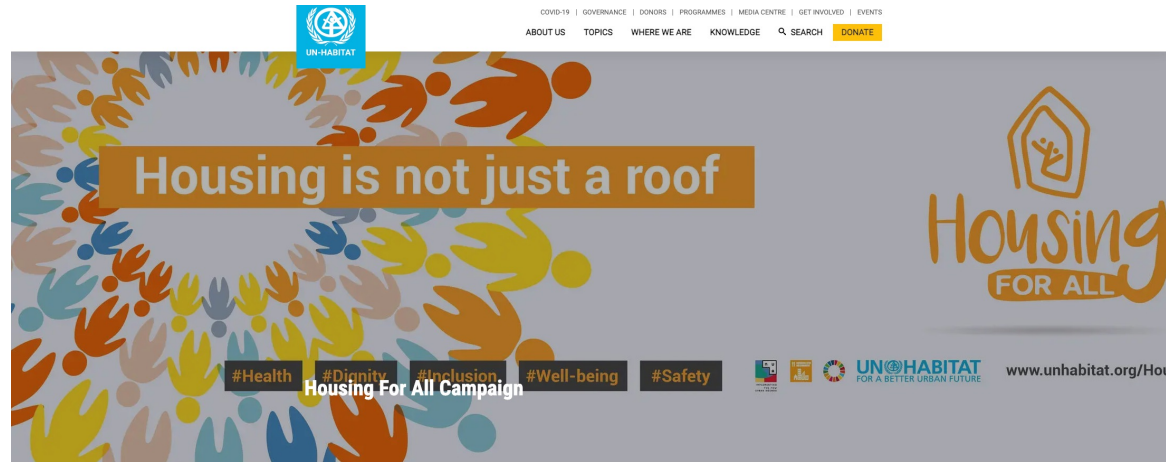 COVID-19 | GOVERNANCE | DONORS | PROGRAMMES | MEDIA CENTRE | GET INVOLVED | EVENTS
UN-HABITAT
ABOUT US TOPICS WHERE WE ARE KNOWLEDGE SEARCH DONATE
Housing is not just a roof
Housing
FOR ALL
#Health #Dignity #Inclusion #Well-being #Safety
Housing For All Campaign
UN HABITAT
FOR A BETTER URBAN FUTURE
www.unhabitat.org/Hou